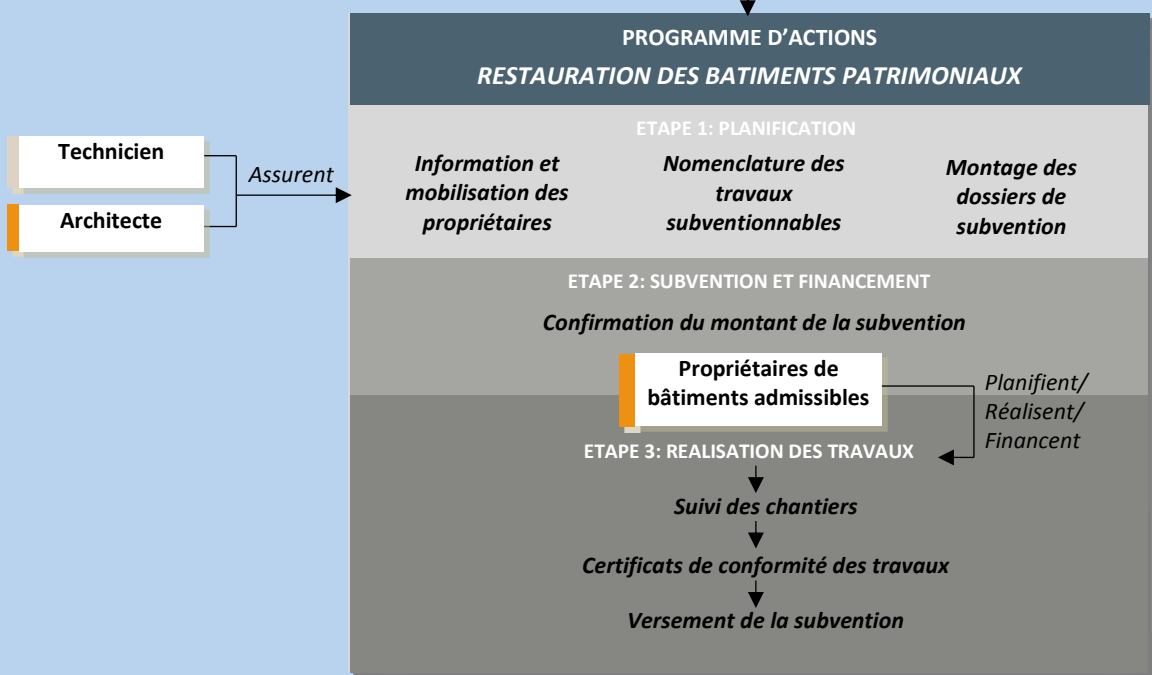 PROGRAMME D’ACTIONS
RESTAURATION DES BATIMENTS PATRIMONIAUX
ETAPE 1: PLANIFICATION
Technicien
Architecte
Assurent
Information et
mobilisation des
propriétaires
Nomenclature des
travaux
subventionnables
Montage des
dossiers de
subvention
ETAPE 2: SUBVENTION ET FINANCEMENT
Confirmation du montant de la subvention
Propriétaires de
bâtiments admissibles
Planifient/
Réalisent/
Financent
ETAPE 3: REALISATION DES TRAVAUX
Suivi des chantiers
Certificats de conformité des travaux
Versement de la subvention